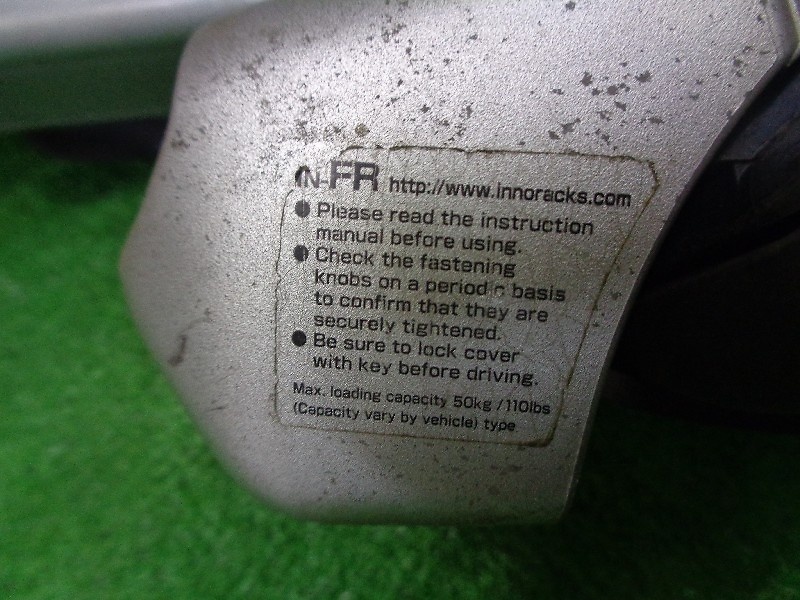 IN-FR http://www.innoracks.com
● Please read the instruction
manual before using.
● Check the fastening
knobs on a periodic basis
to confirm that they are
securely tightened.
● Be sure to lock cover
with key before driving.
Max. loading capacity 50kg /110lbs
(Capacity vary by vehicle) type